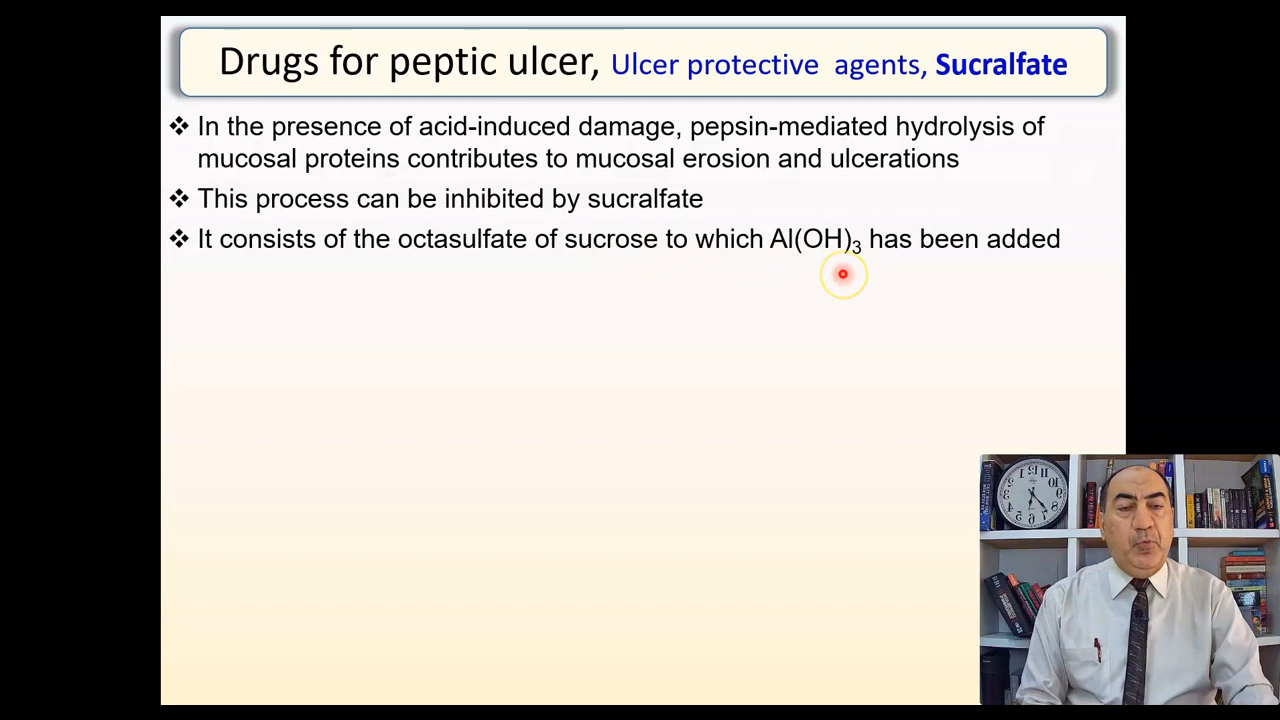 Drugs for peptic ulcer, Ulcer protective agents, Sucralfate
❖ In the presence of acid-induced damage, pepsin-mediated hydrolysis of
mucosal proteins contributes to mucosal erosion and ulcerations
❖ This process can be inhibited by sucralfate
❖ It consists of the octasulfate of sucrose to which Al(OH)₃ has been added